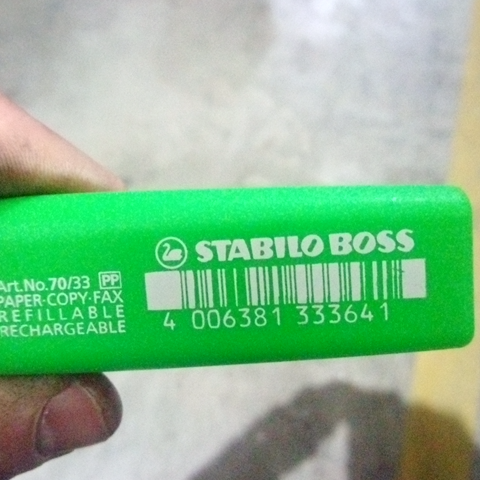 STABILO BOSS
Art.No.70/33 PP
PAPER-COPY-FAX
REFILLABLE
RECHARGEABLE
4 006381 333641